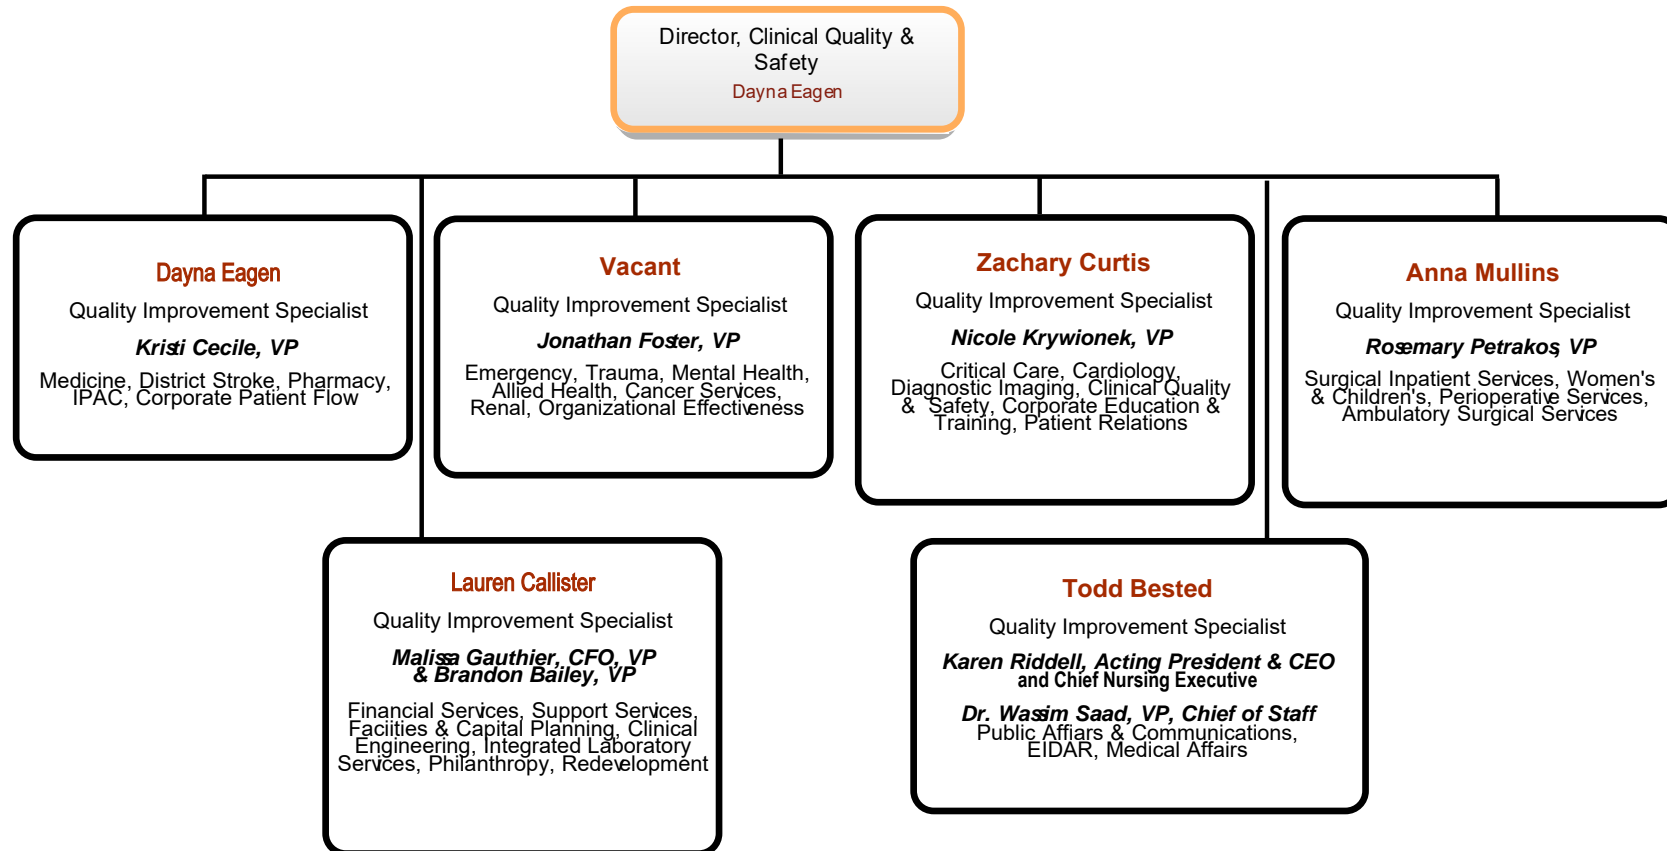 Director, Clinical Quality &
Safety
Dayna Eagen
Dayna Eagen
Quality Improvement Specialist
Kristi Cecile, VP
Medicine, District Stroke, Pharmacy,
IPAC, Corporate Patient Flow
Vacant
Quality Improvement Specialist
Jonathan Foster, VP
Emergency, Trauma, Mental Health,
Allied Health, Cancer Services,
Renal, Organizational Effectiveness
Zachary Curtis
Quality Improvement Specialist
Nicole Krywionek, VP
Critical Care, Cardiology,
Diagnostic Imaging, Clinical Quality
& Safety, Corporate Education &
Training, Patient Relations
Anna Mullins
Quality Improvement Specialist
Rosemary Petrakos, VP
Surgical Inpatient Services, Women's
& Children's, Perioperative Services,
Ambulatory Surgical Services
Lauren Callister
Quality Improvement Specialist
Malissa Gauthier, CFO, VP
& Brandon Bailey, VP
Financial Services, Support Services,
Faciities & Capital Planning, Clinical
Engineering, Integrated Laboratory
Services, Philanthropy, Redevelopment
Todd Bested
Quality Improvement Specialist
Karen Riddell, Acting President & CEO
and Chief Nursing Executive
Dr. Wassim Saad, VP, Chief of Staff
Public Affiars & Communications,
EIDAR, Medical Affairs